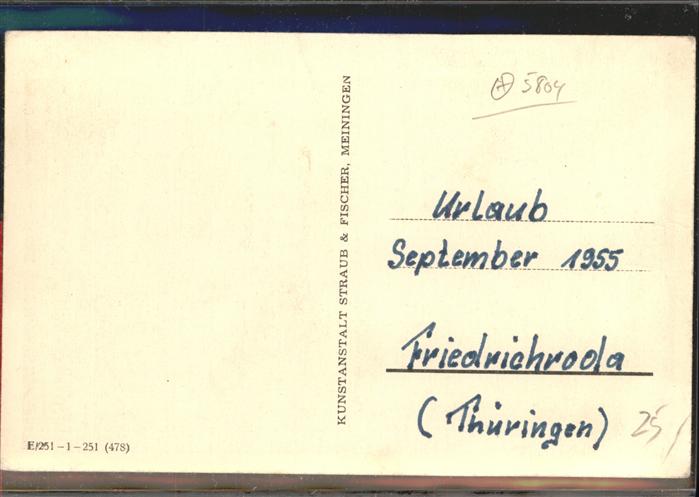 5804
KUNSTANSTALT STRAUB & FISCHER, MEININGEN
Urlaub
September 1955
Friedrichroda
(Thüringen)
25
E/251-1-251 (478)